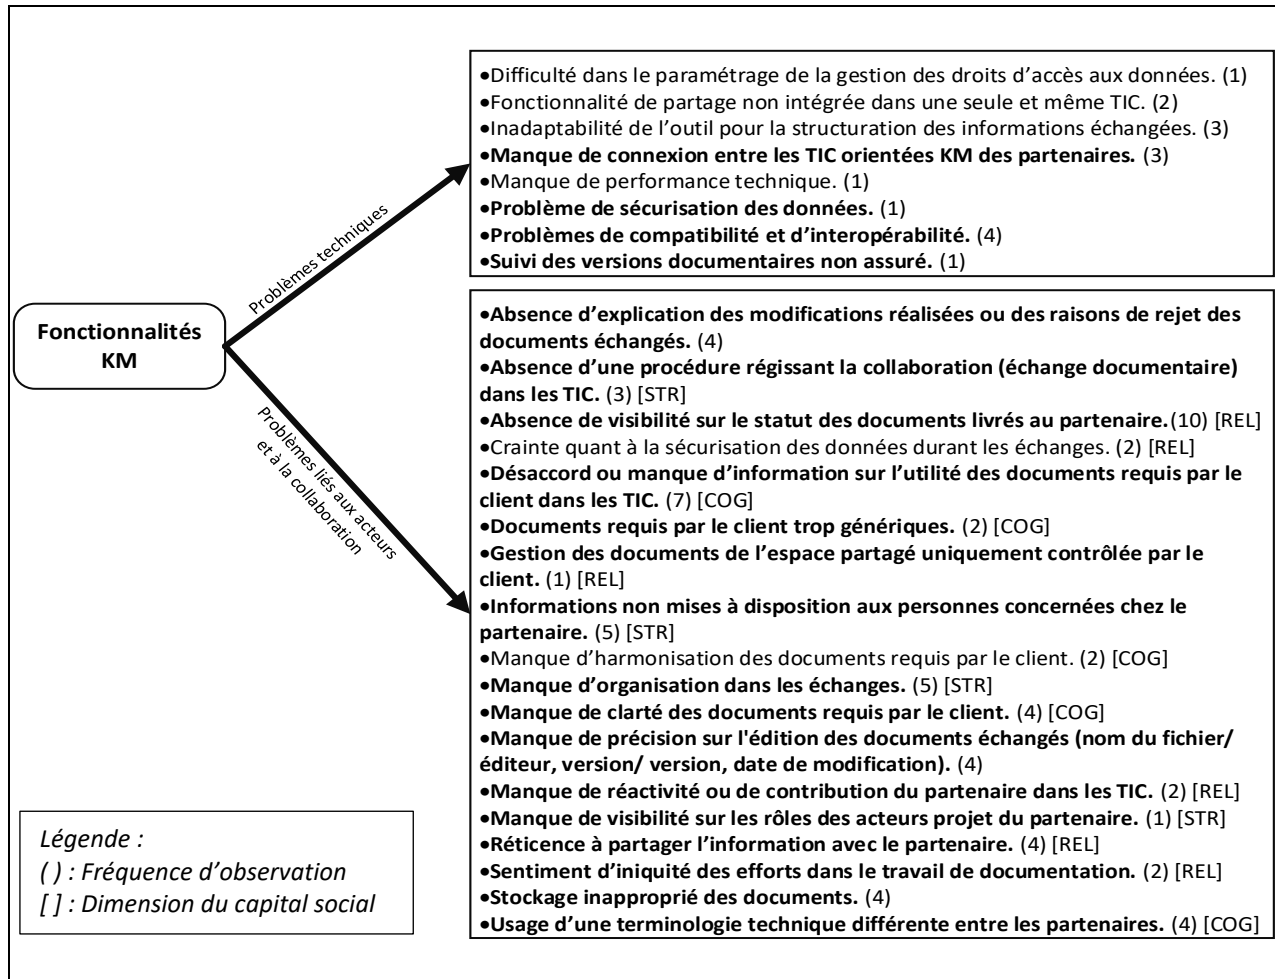 •Difficulté dans le paramétrage de la gestion des droits d’accès aux données. (1)
•Fonctionnalité de partage non intégrée dans une seule et même TIC. (2)
•Inadaptabilité de l’outil pour la structuration des informations échangées. (3)
•Manque de connexion entre les TIC orientées KM des partenaires. (3)
•Manque de performance technique. (1)
•Problème de sécurisation des données. (1)
•Problèmes de compatibilité et d’interopérabilité. (4)
•Suivi des versions documentaires non assuré. (1)
Problèmes techniques
Fonctionnalités
KM
Problèmes liés aux acteurs
et à la collaboration
•Absence d’explication des modifications réalisées ou des raisons de rejet des
documents échangés. (4)
•Absence d’une procédure régissant la collaboration (échange documentaire)
dans les TIC. (3) [STR]
•Absence de visibilité sur le statut des documents livrés au partenaire.(10) [REL]
•Crainte quant à la sécurisation des données durant les échanges. (2) [REL]
•Désaccord ou manque d’information sur l’utilité des documents requis par le
client dans les TIC. (7) [COG]
•Documents requis par le client trop génériques. (2) [COG]
•Gestion des documents de l’espace partagé uniquement contrôlée par le
client. (1) [REL]
•Informations non mises à disposition aux personnes concernées chez le
partenaire. (5) [STR]
•Manque d’harmonisation des documents requis par le client. (2) [COG]
•Manque d’organisation dans les échanges. (5) [STR]
•Manque de clarté des documents requis par le client. (4) [COG]
•Manque de précision sur l'édition des documents échangés (nom du fichier/
éditeur, version/ version, date de modification). (4)
•Manque de réactivité ou de contribution du partenaire dans les TIC. (2) [REL]
•Manque de visibilité sur les rôles des acteurs projet du partenaire. (1) [STR]
•Réticence à partager l’information avec le partenaire. (4) [REL]
•Sentiment d’iniquité des efforts dans le travail de documentation. (2) [REL]
•Stockage inapproprié des documents. (4)
•Usage d’une terminologie technique différente entre les partenaires. (4) [COG]
Légende :
( ) : Fréquence d’observation
[ ] : Dimension du capital social